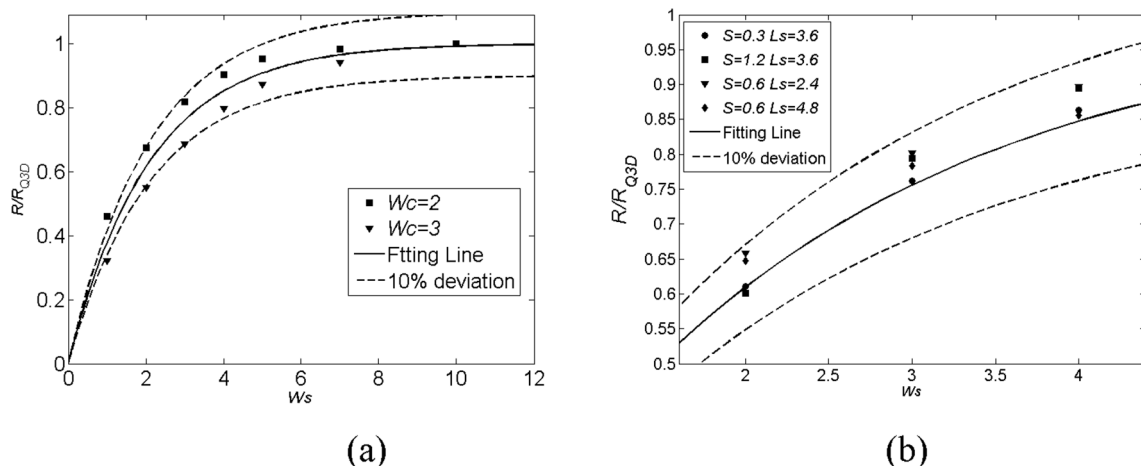 1
0.8
0.6
0.4
0.2
0
R/RQ3D
Wc=2
Wc=3
Ftting Line
10% deviation
0 2 4 6 8 10 12
Ws
(a)
1
0.95
0.9
0.85
0.8
0.75
0.7
0.65
0.6
0.55
0.5
R/RQ3D
S=0.3 Ls=3.6
S=1.2 Ls=3.6
S=0.6 Ls=2.4
S=0.6 Ls=4.8
Fitting Line
10% deviation
2 2.5 3 3.5 4
Ws
(b)